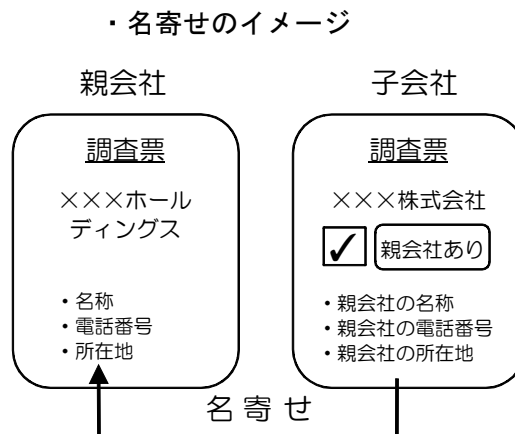 ・名寄せのイメージ
親会社
調査票
×××ホール
ディングス
・名称
・電話番号
・所在地
子会社
調査票
×××株式会社
✓ 親会社あり
・親会社の名称
・親会社の電話番号
・親会社の所在地
名寄せ